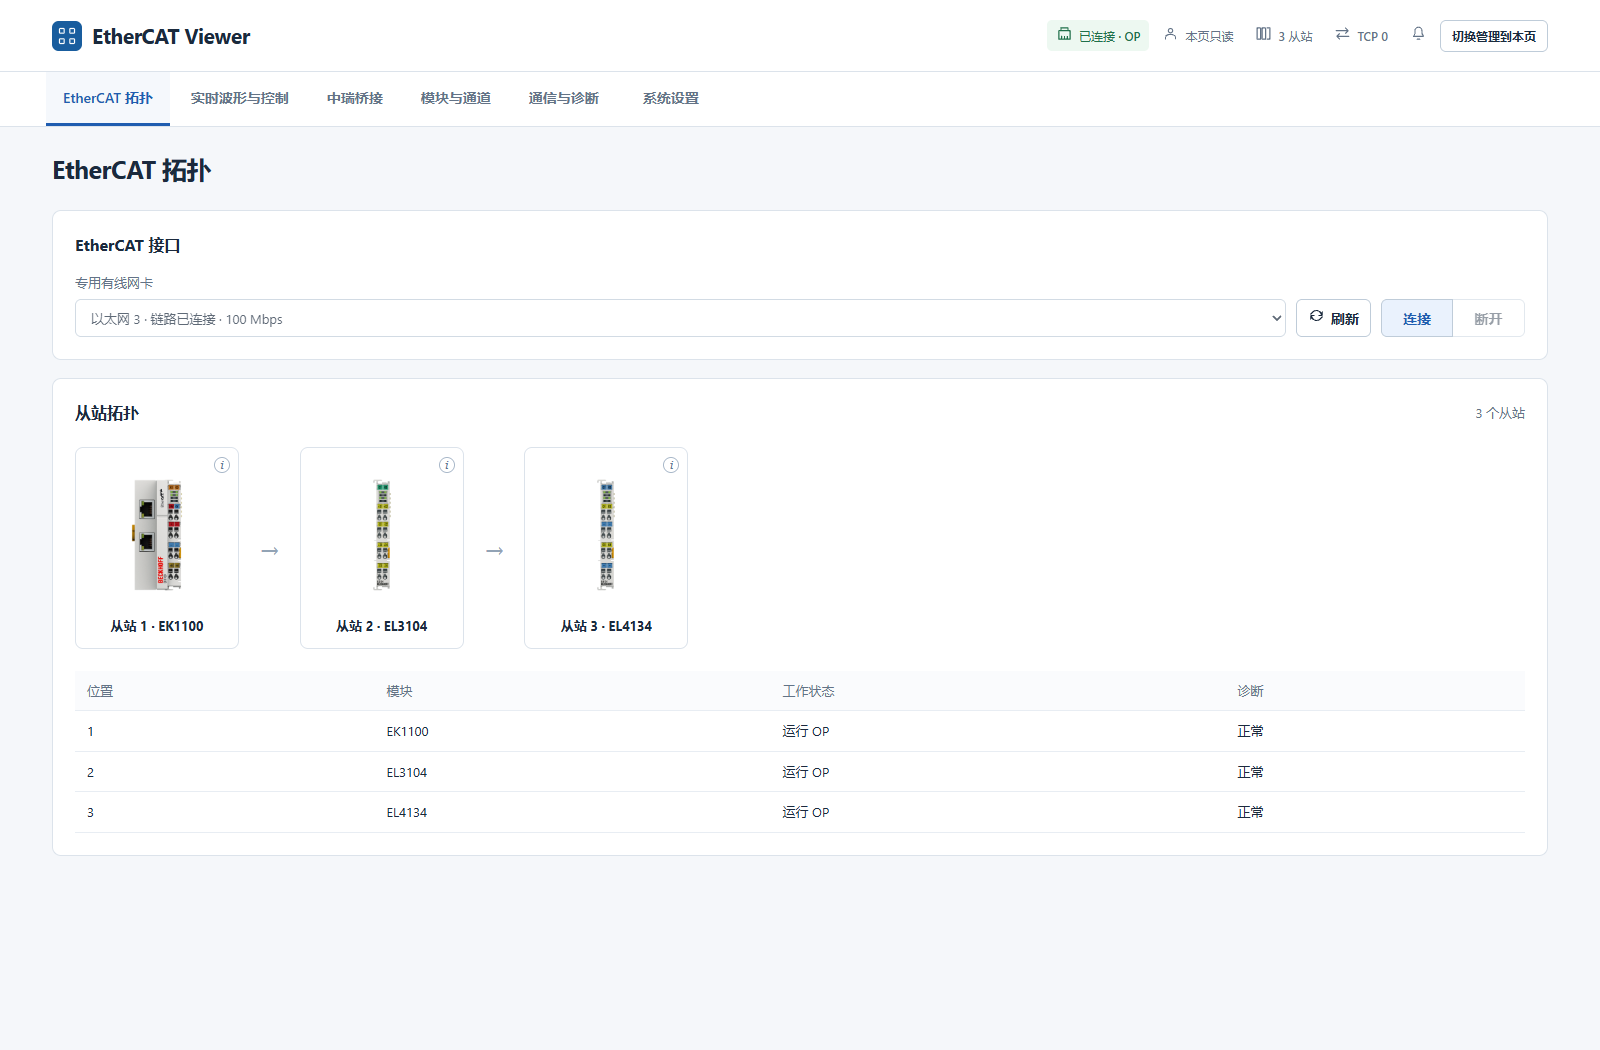 EtherCAT Viewer
已连接 · OP
本页只读
3 从站
TCP 0
切换管理到本页
EtherCAT 拓扑
实时波形与控制
中瑞桥接
模块与通道
通信与诊断
系统设置
EtherCAT 拓扑
EtherCAT 接口
专用有线网卡
以太网 3 · 链路已连接 · 100 Mbps
刷新
连接
断开
从站拓扑
3 个从站
BECKHOFF
从站 1 · EK1100
从站 2 · EL3104
从站 3 · EL4134
位置 模块 工作状态 诊断
1 EK1100 运行 OP 正常
2 EL3104 运行 OP 正常
3 EL4134 运行 OP 正常